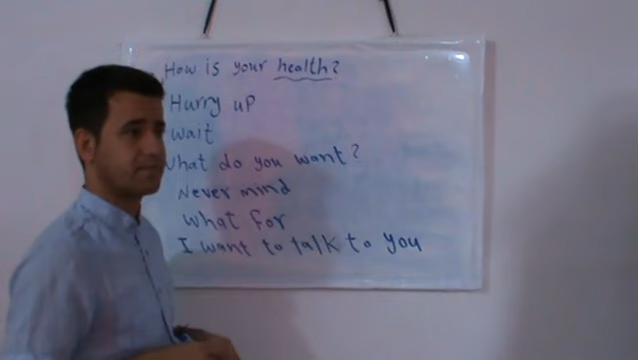 How is your health?
Hurry up
wait
What do you want?
Never mind
what for
I want to talk to you